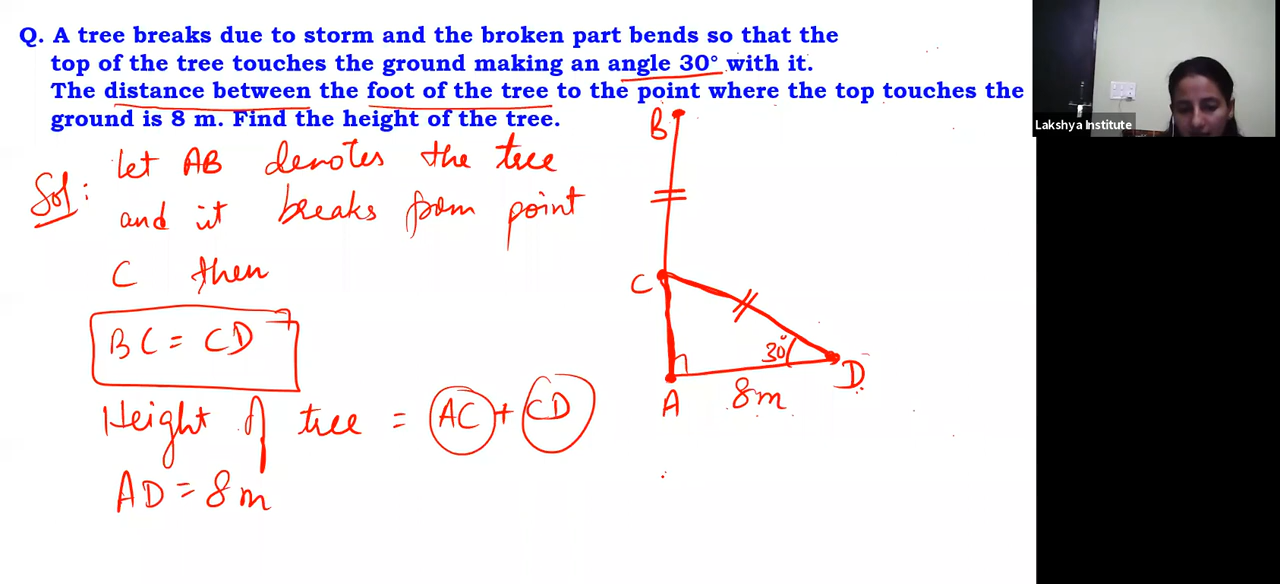 Q. A tree breaks due to storm and the broken part bends so that the
top of the tree touches the ground making an angle 30° with it.
The distance between the foot of the tree to the point where the top touches the
ground is 8 m. Find the height of the tree.
Lakshya Institute
Sol:
let AB denotes the tree
and it breaks from point
C then
BC = CD
Height of tree = AC + CD
AD = 8m
B
C
30°
D
A
8m